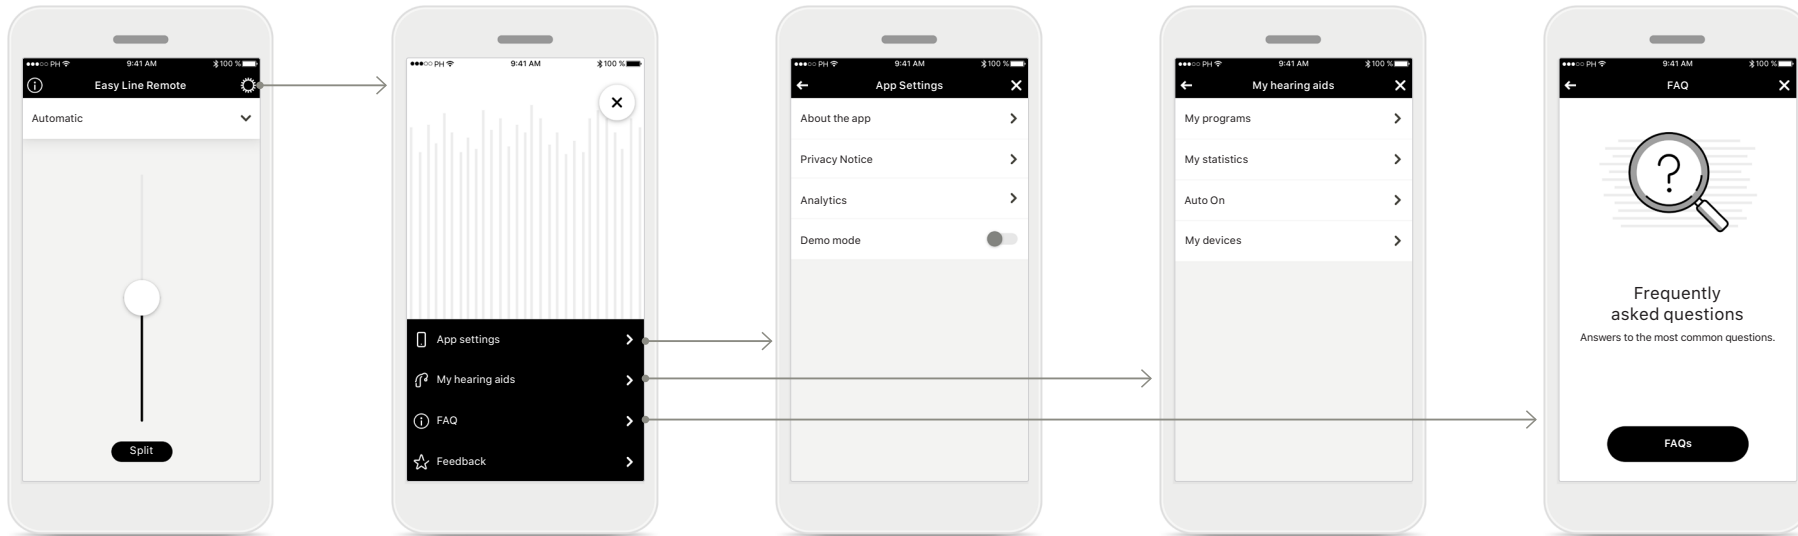 ●●●○○ PH 9:41 AM 100 %
Easy Line Remote
Automatic
Split
●●●○○ PH 9:41 AM 100 %
App settings
My hearing aids
FAQ
Feedback
●●●○○ PH 9:41 AM 100 %
App Settings
About the app
Privacy Notice
Analytics
Demo mode
●●●○○ PH 9:41 AM 100 %
My hearing aids
My programs
My statistics
Auto On
My devices
●●●○○ PH 9:41 AM 100 %
FAQ
?
Frequently
asked questions
Answers to the most common questions.
FAQs